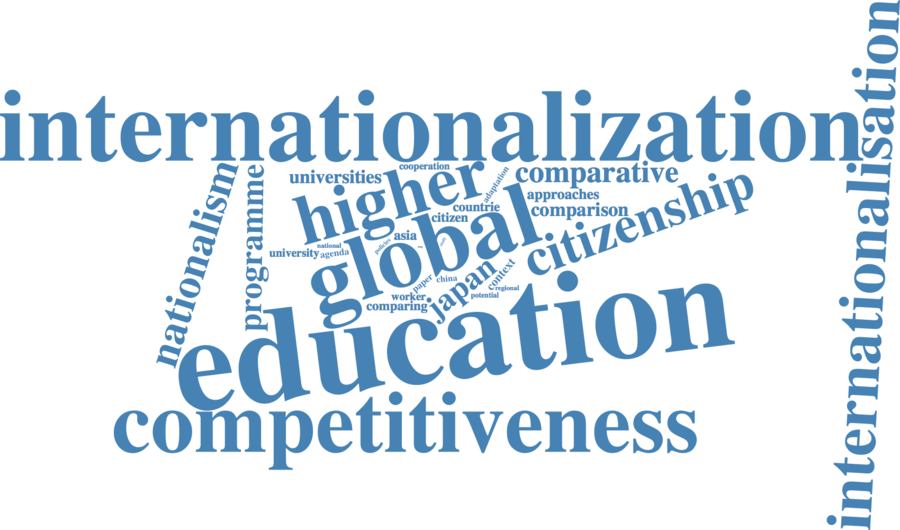 internationalization
internationalisation
cooperation
universities
higher
adaptation
comparative
nationalism
programme
approaches
countrie
comparison
citizenship
citizen
global
asia
national
university
agenda
policies
context
china
paper
japan
regional
potential
worker
comparing
education
competitiveness